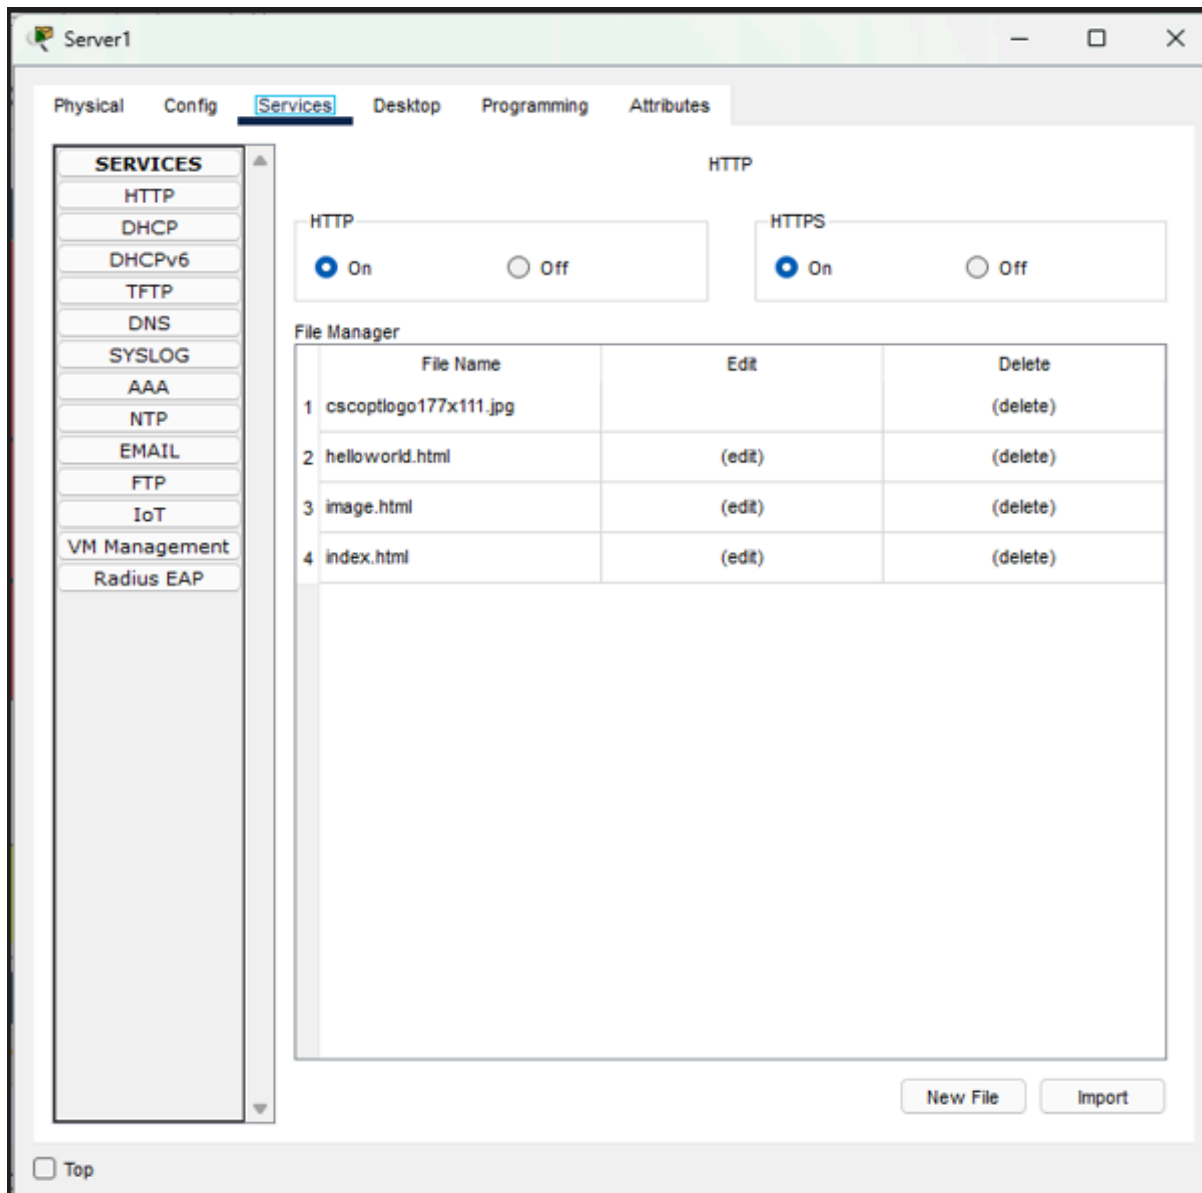 Server1
Physical Config Services Desktop Programming Attributes
SERVICES
HTTP
DHCP
DHCPv6
TFTP
DNS
SYSLOG
AAA
NTP
EMAIL
FTP
IoT
VM Management
Radius EAP
HTTP
HTTP
On Off
HTTPS
On Off
File Manager
File Name Edit Delete
1 cscoptlogo177x111.jpg (delete)
2 helloworld.html (edit) (delete)
3 image.html (edit) (delete)
4 index.html (edit) (delete)
New File Import
Top